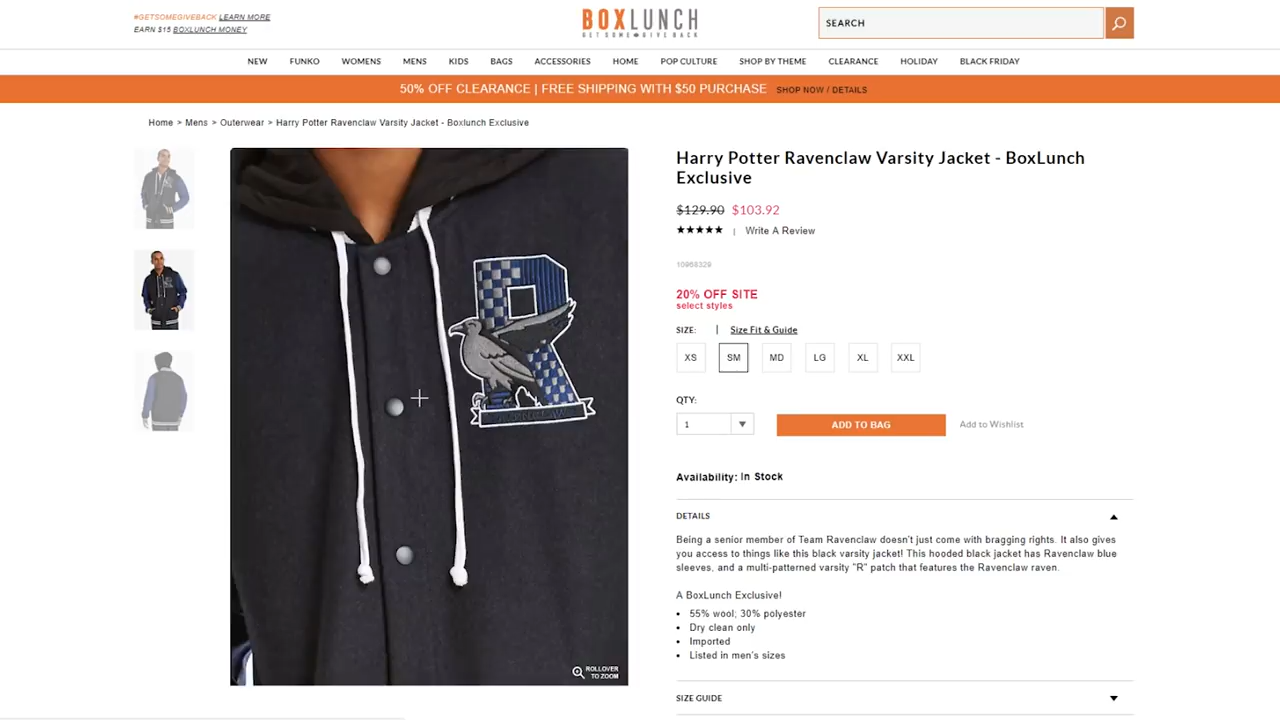 #GETSOMEGIVEBACK LEARN MORE
EARN $15 BOXLUNCH MONEY
BOXLUNCH
GET SOME GIVE BACK
SEARCH
NEW FUNKO WOMENS MENS KIDS BAGS ACCESSORIES HOME POP CULTURE SHOP BY THEME CLEARANCE HOLIDAY BLACK FRIDAY
50% OFF CLEARANCE | FREE SHIPPING WITH $50 PURCHASE SHOP NOW / DETAILS
Home > Mens > Outerwear > Harry Potter Ravenclaw Varsity Jacket - Boxlunch Exclusive
R
ROLLOVER
TO ZOOM
Harry Potter Ravenclaw Varsity Jacket - BoxLunch
Exclusive
$129.90 $103.92
★★★★★ | Write A Review
10968329
20% OFF SITE
select styles
SIZE: | Size Fit & Guide
XS SM MD LG XL XXL
QTY:
1 ADD TO BAG Add to Wishlist
Availability: In Stock
DETAILS
Being a senior member of Team Ravenclaw doesn't just come with bragging rights. It also gives
you access to things like this black varsity jacket! This hooded black jacket has Ravenclaw blue
sleeves, and a multi-patterned varsity "R" patch that features the Ravenclaw raven.
A BoxLunch Exclusive!
• 55% wool; 30% polyester
• Dry clean only
• Imported
• Listed in men's sizes
SIZE GUIDE